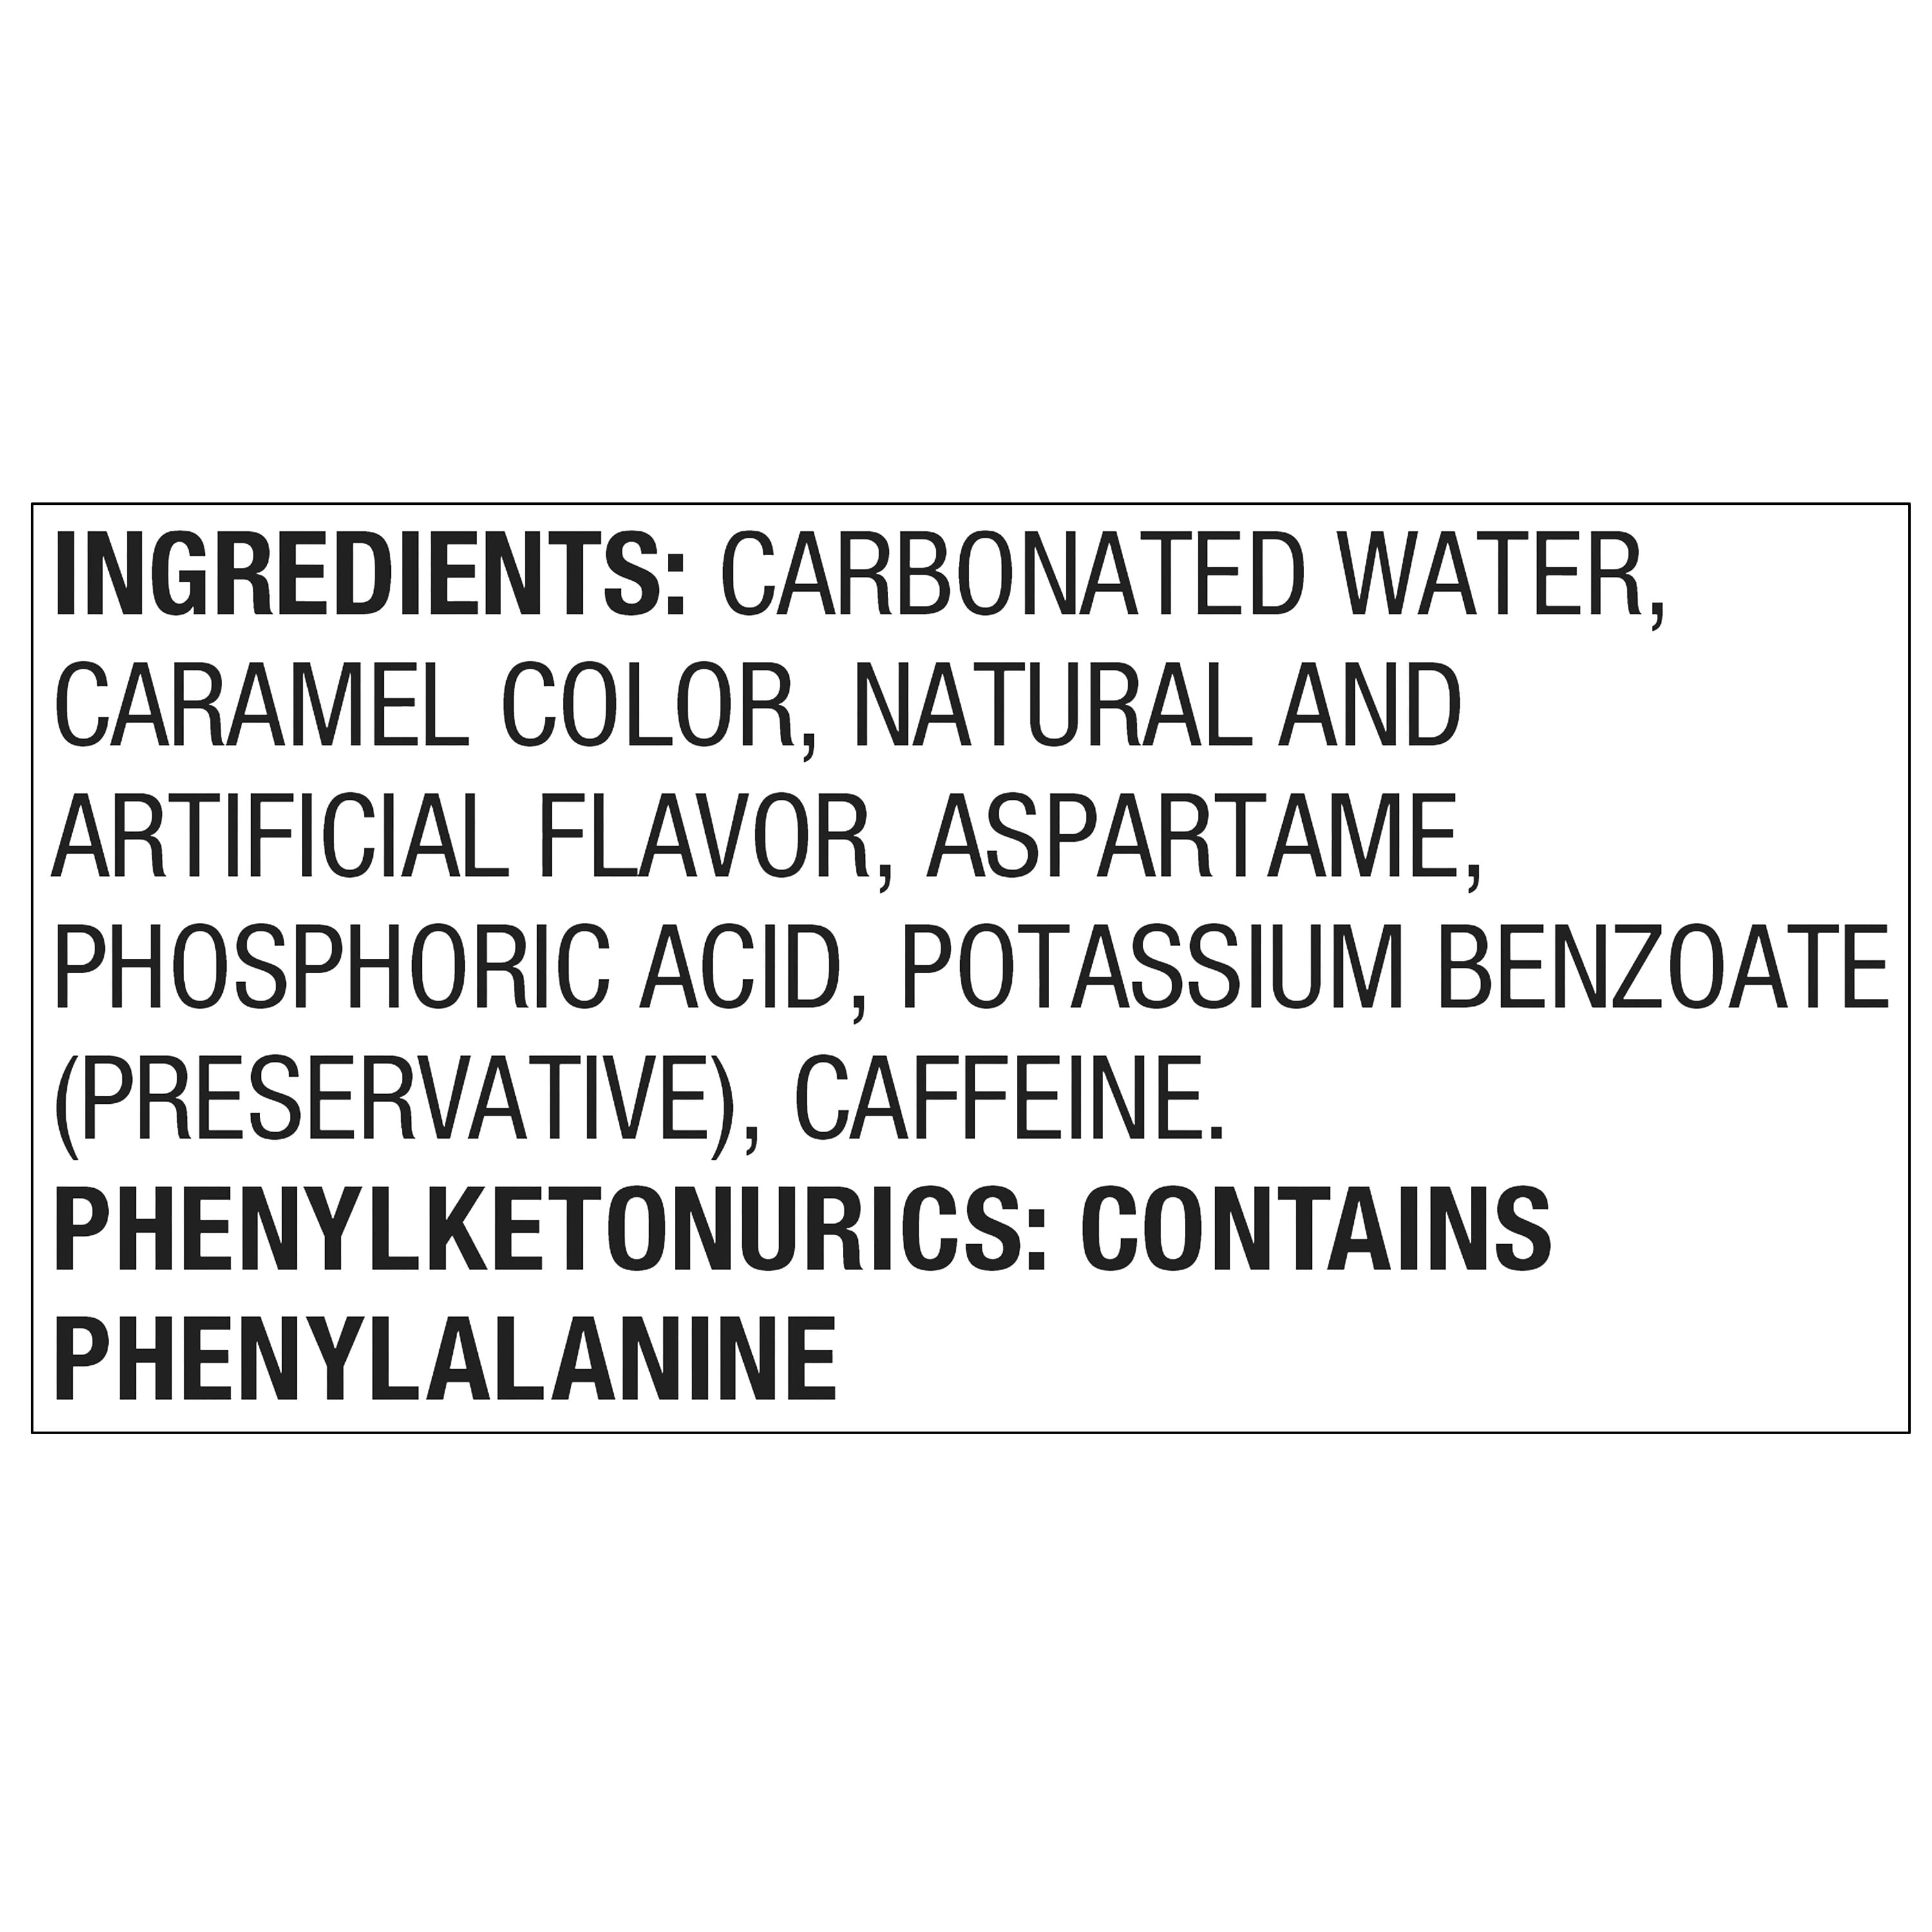 INGREDIENTS: CARBONATED WATER,
CARAMEL COLOR, NATURAL AND
ARTIFICIAL FLAVOR, ASPARTAME,
PHOSPHORIC ACID, POTASSIUM BENZOATE
(PRESERVATIVE), CAFFEINE.
PHENYLKETONURICS: CONTAINS
PHENYLALANINE